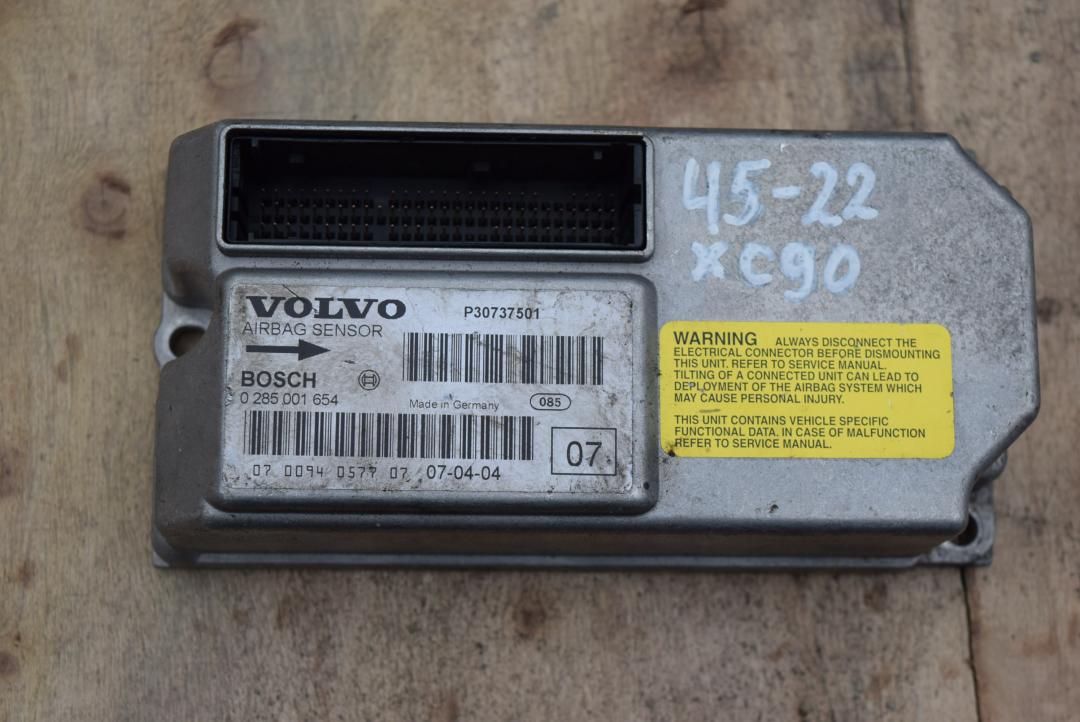 45-22
xc90
VOLVO
P30737501
AIRBAG SENSOR
BOSCH
0 285 001 654
Made in Germany
085
07 0094 0577 07
07-04-04
07
WARNING ALWAYS DISCONNECT THE
ELECTRICAL CONNECTOR BEFORE DISMOUNTING
THIS UNIT. REFER TO SERVICE MANUAL.
TILTING OF A CONNECTED UNIT CAN LEAD TO
DEPLOYMENT OF THE AIRBAG SYSTEM WHICH
MAY CAUSE PERSONAL INJURY.
THIS UNIT CONTAINS VEHICLE SPECIFIC
FUNCTIONAL DATA. IN CASE OF MALFUNCTION
REFER TO SERVICE MANUAL.